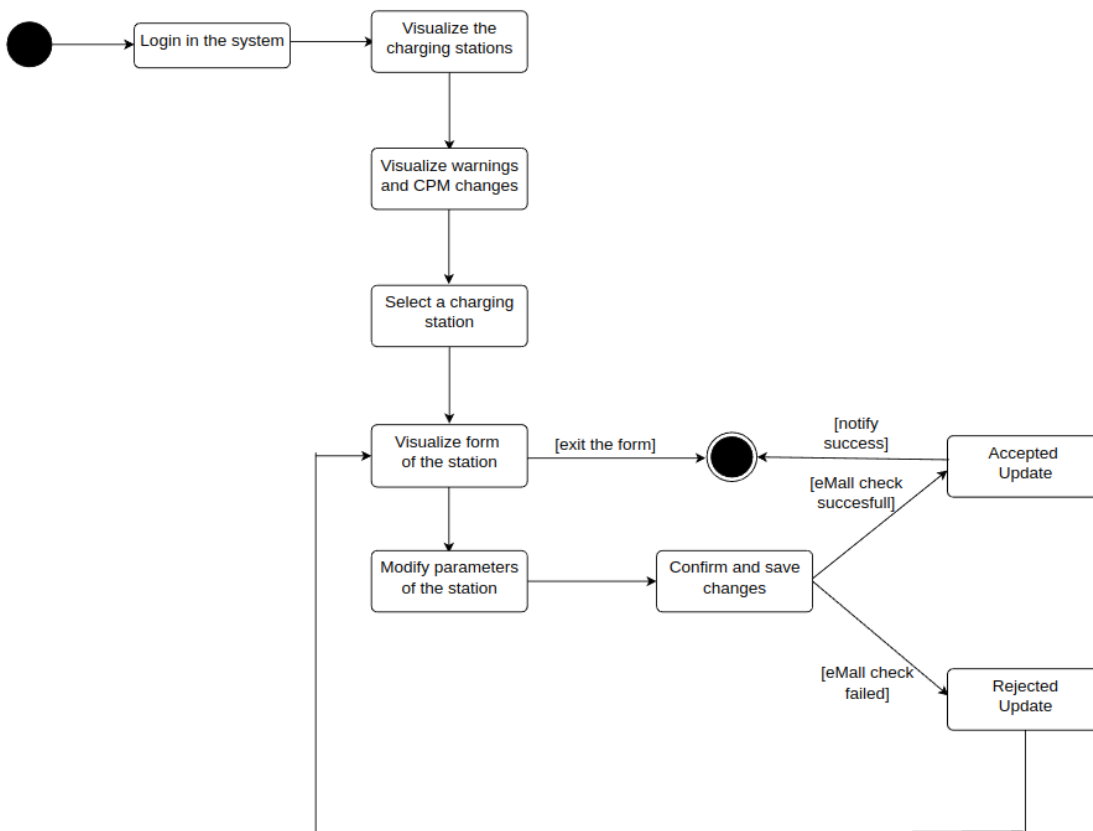 Login in the system
Visualize the
charging stations
Visualize warnings
and CPM changes
Select a charging
station
Visualize form
of the station
[exit the form]
[notify
success]
Accepted
Update
[eMall check
succesfull]
Modify parameters
of the station
Confirm and save
changes
[eMall check
failed]
Rejected
Update